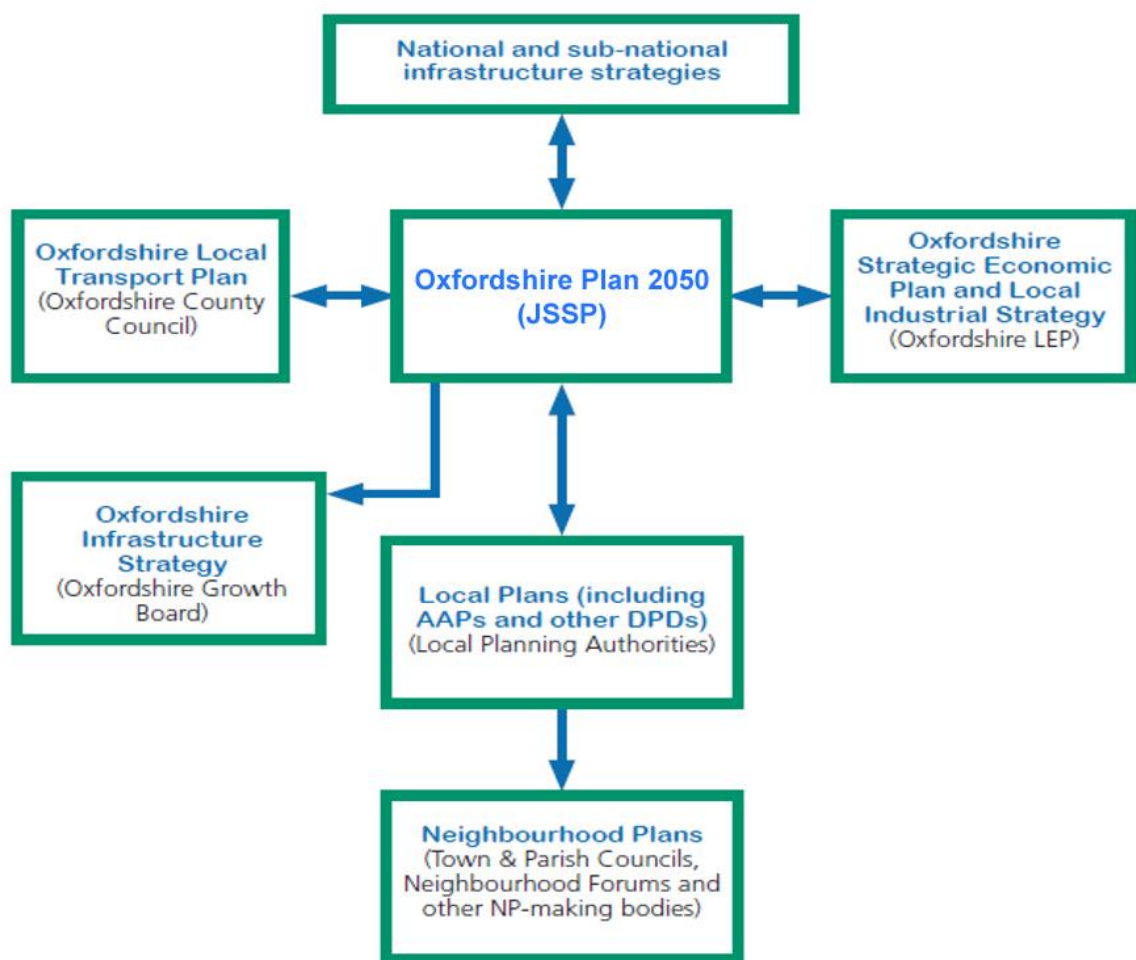 National and sub-national
infrastructure strategies
Oxfordshire Local
Transport Plan
(Oxfordshire County
Council)
Oxfordshire Plan 2050
(JSSP)
Oxfordshire
Strategic Economic
Plan and Local
Industrial Strategy
(Oxfordshire LEP)
Oxfordshire
Infrastructure
Strategy
(Oxfordshire Growth
Board)
Local Plans (including
AAPs and other DPDs)
(Local Planning Authorities)
Neighbourhood Plans
(Town & Parish Councils,
Neighbourhood Forums and
other NP-making bodies)